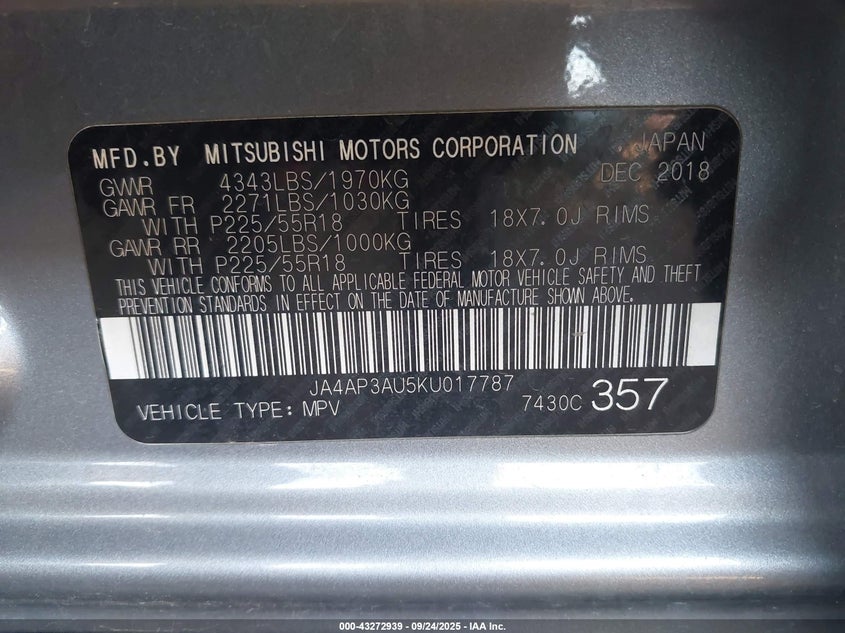 MFD.BY MITSUBISHI MOTORS CORPORATION . JAPAN
GVWR 4343LBS/1970KG DEC 2018
GAWR FR 2271LBS/1030KG
WITH P225/55R18 TIRES 18X7.0J RIMS
GAWR RR 2205LBS/1000KG
WITH P225/55R18 TIRES 18X7.0J RIMS
THIS VEHICLE CONFORMS TO ALL APPLICABLE FEDERAL MOTOR VEHICLE SAFETY AND THEFT
PREVENTION STANDARDS IN EFFECT ON THE DATE OF MANUFACTURE SHOWN ABOVE.
JA4AP3AU5KU017787
VEHICLE TYPE: MPV 7430C 357
000-43272939 - 09/24/2025 - IAA Inc.